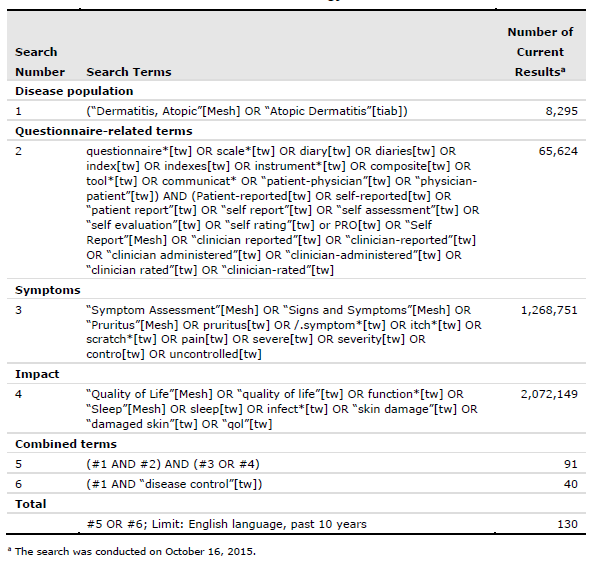 Number of
Search Current
Number Search Terms Resultsa
Disease population
1 (“Dermatitis, Atopic”[Mesh] OR “Atopic Dermatitis”[tiab]) 8,295
Questionnaire-related terms
2 questionnaire*[tw] OR scale*[tw] OR diary[tw] OR diaries[tw] OR 65,624
index[tw] OR indexes[tw] OR instrument*[tw] OR composite[tw] OR
tool*[tw] OR communicat* OR “patient-physician”[tw] OR “physician-
patient”[tw]) AND (Patient-reported[tw] OR self-reported[tw] OR
“patient report”[tw] OR “self report”[tw] OR “self assessment”[tw] OR
“self evaluation”[tw] OR “self rating”[tw] or PRO[tw] OR “Self
Report”[Mesh] OR “clinician reported”[tw] OR “clinician-reported”[tw]
OR “clinician administered”[tw] OR “clinician-administered”[tw] OR
“clinician rated”[tw] OR “clinician-rated”[tw]
Symptoms
3 “Symptom Assessment”[Mesh] OR “Signs and Symptoms”[Mesh] OR 1,268,751
“Pruritus”[Mesh] OR pruritus[tw] OR /.symptom*[tw] OR itch*[tw] OR
scratch*[tw] OR pain[tw] OR severe[tw] OR severity[tw] OR
contro[tw] OR uncontrolled[tw]
Impact
4 “Quality of Life”[Mesh] OR “quality of life”[tw] OR function*[tw] OR 2,072,149
“Sleep”[Mesh] OR sleep[tw] OR infect*[tw] OR “skin damage”[tw] OR
“damaged skin”[tw] OR “qol”[tw]
Combined terms
5 (#1 AND #2) AND (#3 OR #4) 91
6 (#1 AND “disease control”[tw]) 40
Total
#5 OR #6; Limit: English language, past 10 years 130
a The search was conducted on October 16, 2015.